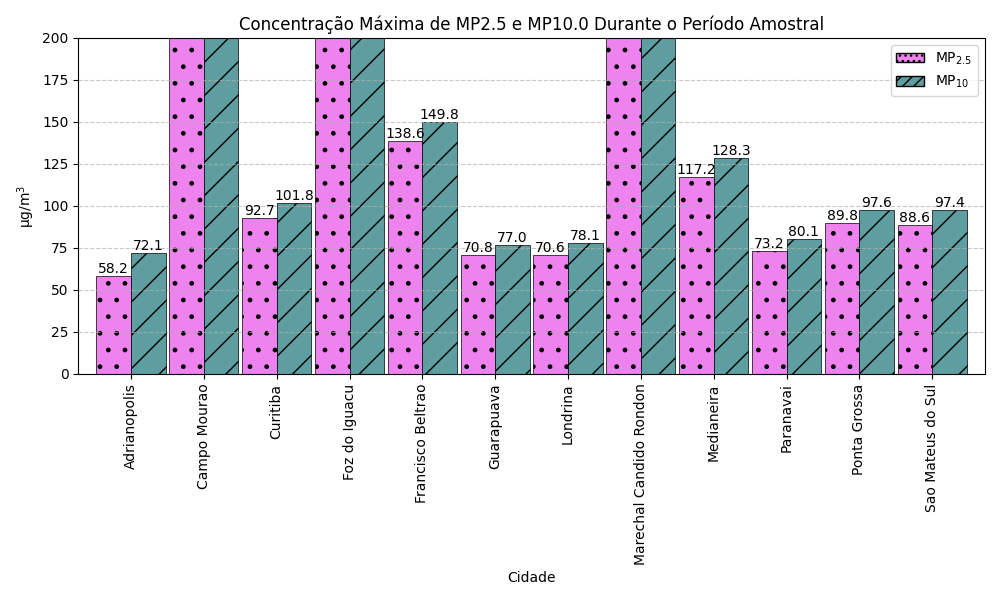 Concentração Máxima de MP2.5 e MP10.0 Durante o Período Amostral
MP2.5
MP10
µg/m³
200
175
150
125
100
75
50
25
0
58.2
72.1
92.7
101.8
138.6
149.8
70.8
77.0
70.6
78.1
117.2
128.3
73.2
80.1
89.8
97.6
88.6
97.4
Adrianopolis
Campo Mourao
Curitiba
Foz do Iguacu
Francisco Beltrao
Guarapuava
Londrina
Marechal Candido Rondon
Medianeira
Paranavai
Ponta Grossa
Sao Mateus do Sul
Cidade